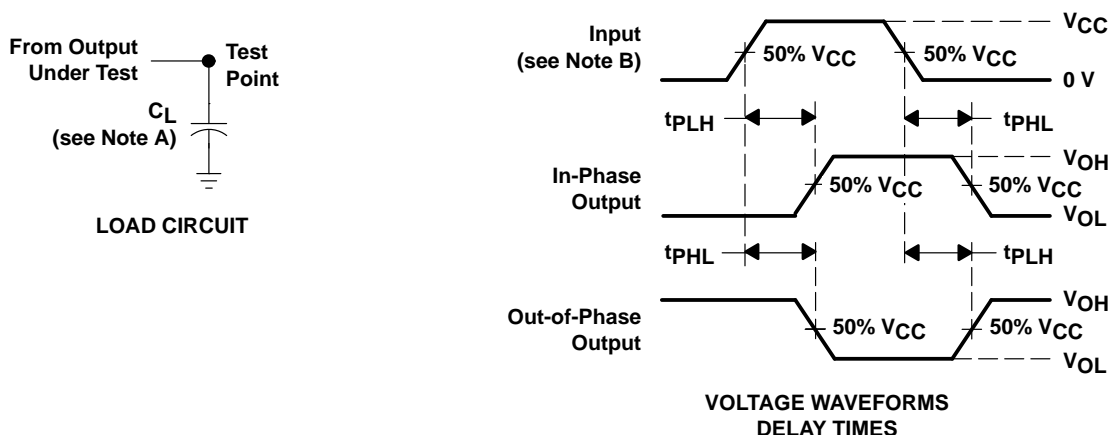 From Output
Under Test
Test
Point
CL
(see Note A)
LOAD CIRCUIT
Input
(see Note B)
50% VCC
50% VCC
VCC
0 V
tPLH
tPHL
In-Phase
Output
50% VCC
50% VCC
VOH
VOL
tPHL
tPLH
Out-of-Phase
Output
50% VCC
50% VCC
VOH
VOL
VOLTAGE WAVEFORMS
DELAY TIMES